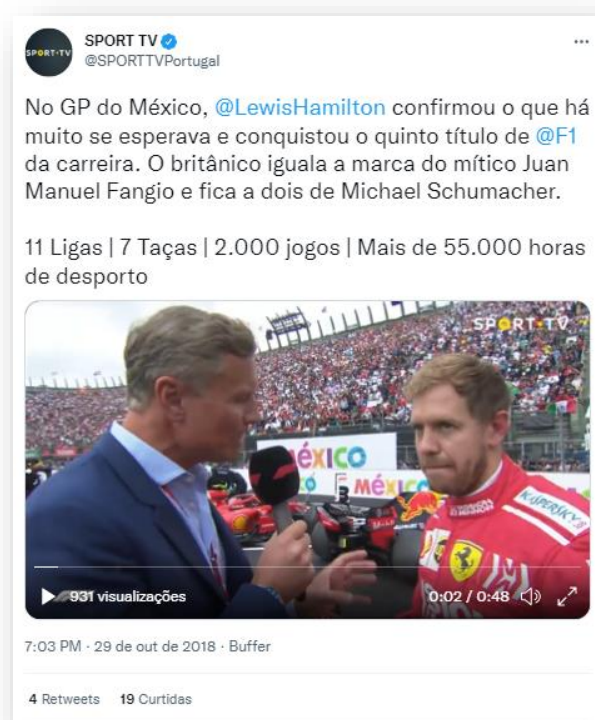 SPORT TV
@SPORTTVPortugal
SPORT·TV
No GP do México, @LewisHamilton confirmou o que há
muito se esperava e conquistou o quinto título de @F1
da carreira. O britânico iguala a marca do mítico Juan
Manuel Fangio e fica a dois de Michael Schumacher.
11 Ligas | 7 Taças | 2.000 jogos | Mais de 55.000 horas
de desporto
SPORT·TV
MÉXICO
MÉXICO
KASPERSKY
931 visualizações
0:02 / 0:48
7:03 PM · 29 de out de 2018 · Buffer
4 Retweets 19 Curtidas